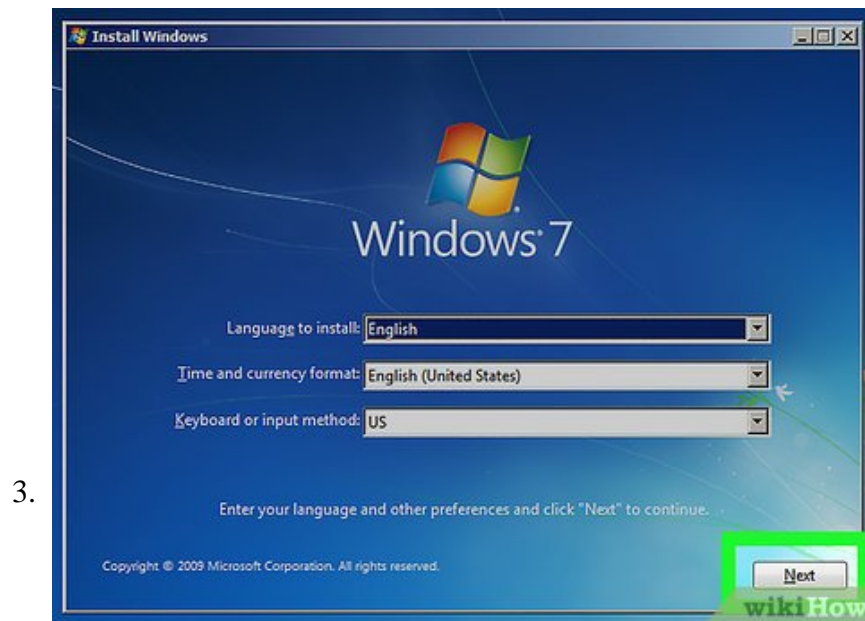 Install Windows
Windows 7
Language to install: English
Time and currency format: English (United States)
Keyboard or input method: US
3.
Enter your language and other preferences and click "Next" to continue.
Copyright © 2009 Microsoft Corporation. All rights reserved.
Next
wikiHow